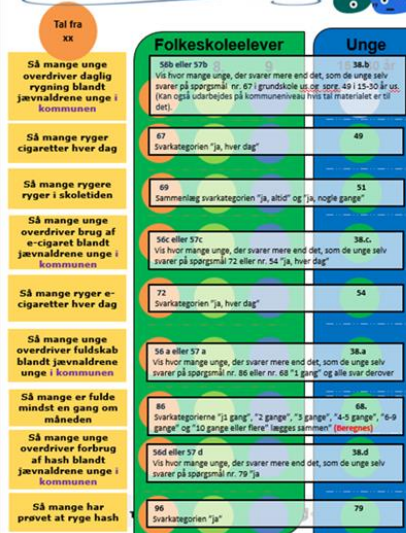 Tal fra
xx
Folkeskoleelever
Unge
Så mange unge
overdriver daglig
rygning blandt
jævnaldrene unge i
kommunen
56b eller 57b
38.b
Vis hvor mange unge, der svarer mere end det, som de unge selv
svarer på spørgsmål nr. 67 i grundskole us.og sprg. 49 i 15-30 år us.
(Kan også udarbejdes på kommuneniveau hvis tal materialet er til
det).
Så mange ryger
cigaretter hver dag
67
49
Svarkategorien "ja, hver dag"
Så mange rygere
ryger i skoletiden
69
51
Sammenlæg svarkategorien "ja, altid" og "ja, nogle gange"
Så mange unge
overdriver brug af
e-cigaret blandt
jævnaldrene unge i
kommunen
56c eller 57c
38.c.
Vis hvor mange unge, der svarer mere end det, som de unge selv
svarer på spørgsmål 72 eller nr. 54 "ja, hver dag"
Så mange ryger e-
cigaretter hver dag
72
54
Svarkategorien "ja, hver dag"
Så mange unge
overdriver fuldskab
blandt jævnaldrene
unge i kommunen
56 a eller 57 a
38.a
Vis hvor mange unge, der svarer mere end det, som de unge selv
svarer på spørgsmål nr. 86 eller nr. 68 "1 gang" og alle svar derover
Så mange er fulde
mindst en gang om
måneden
86
68.
Svarkategorierne "j1 gang", "2 gange", "3 gange", "4-5 gange", "6-9
gange" og "10 gange eller flere" lægges sammen" (Beregnes)
Så mange unge
overdriver forbrug
af hash blandt
jævnaldrene unge i
kommunen
56d eller 57 d
38.d
Vis hvor mange unge, der svarer mere end det, som de unge selv
svarer på spørgsmål nr. 79 "ja
Så mange har
prøvet at ryge hash
96
79
Svarkategorien "ja"